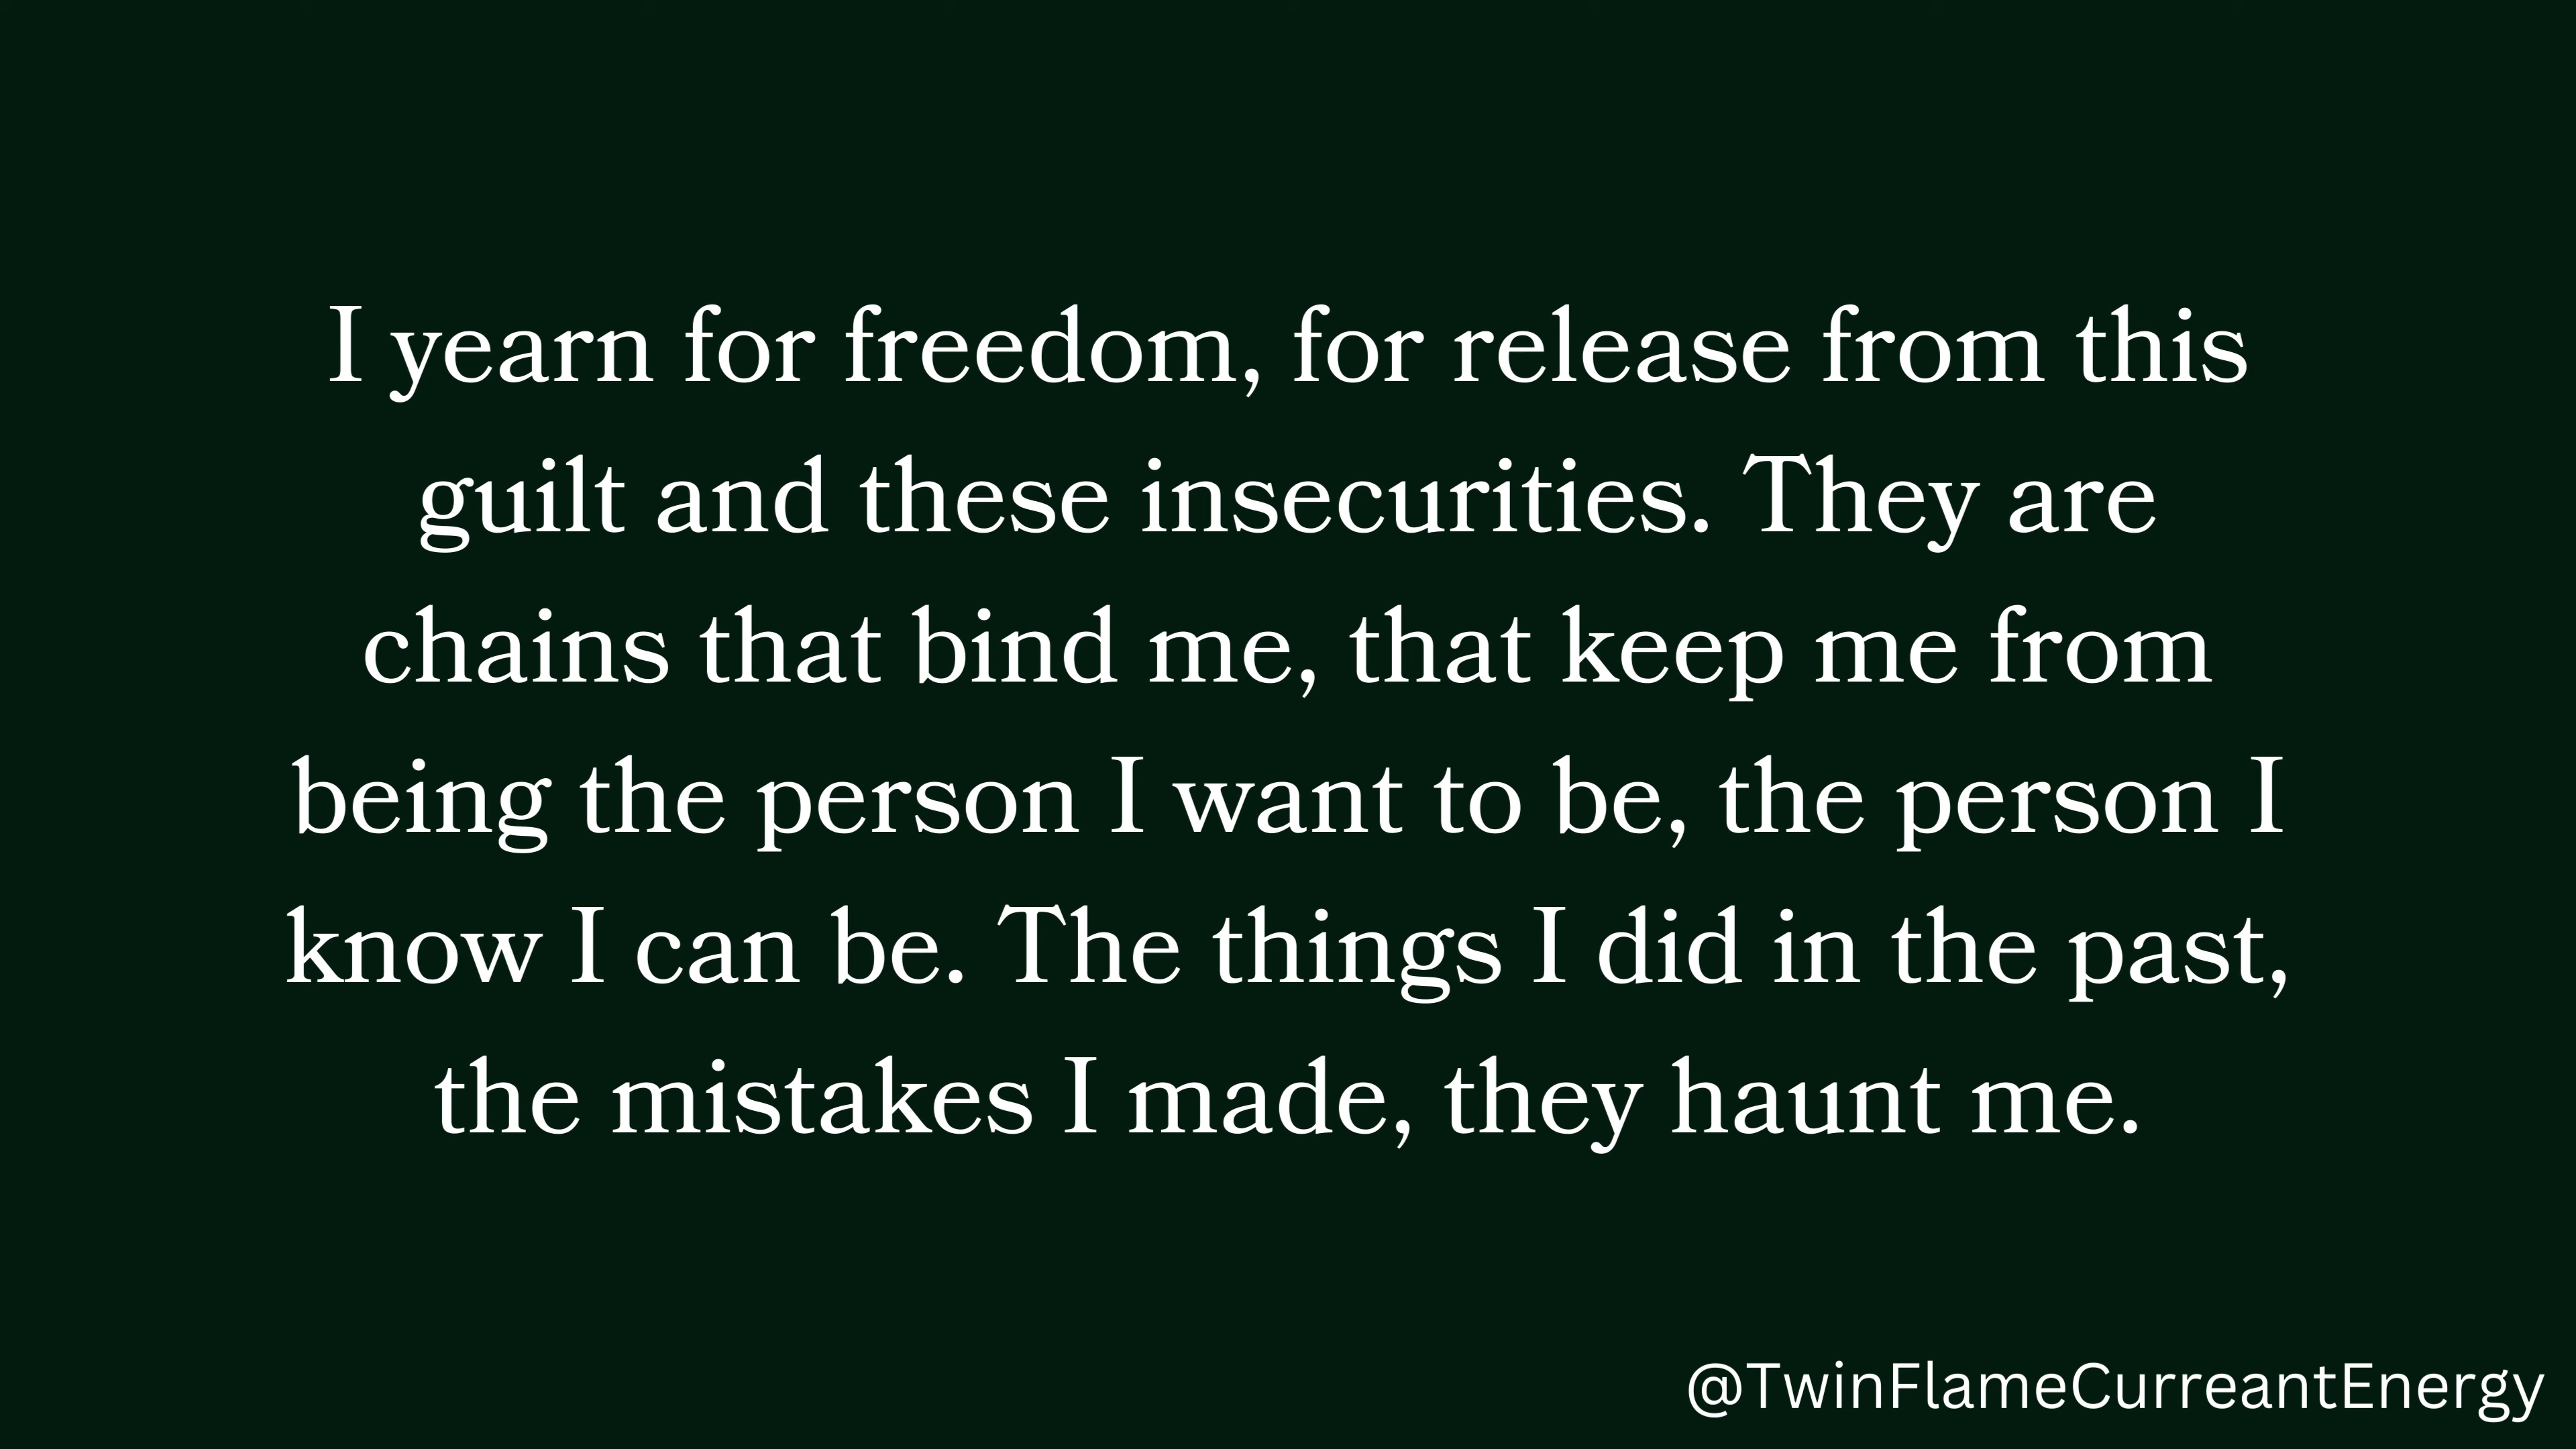 I yearn for freedom, for release from this
guilt and these insecurities. They are
chains that bind me, that keep me from
being the person I want to be, the person I
know I can be. The things I did in the past,
the mistakes I made, they haunt me.
@TwinFlameCurreantEnergy